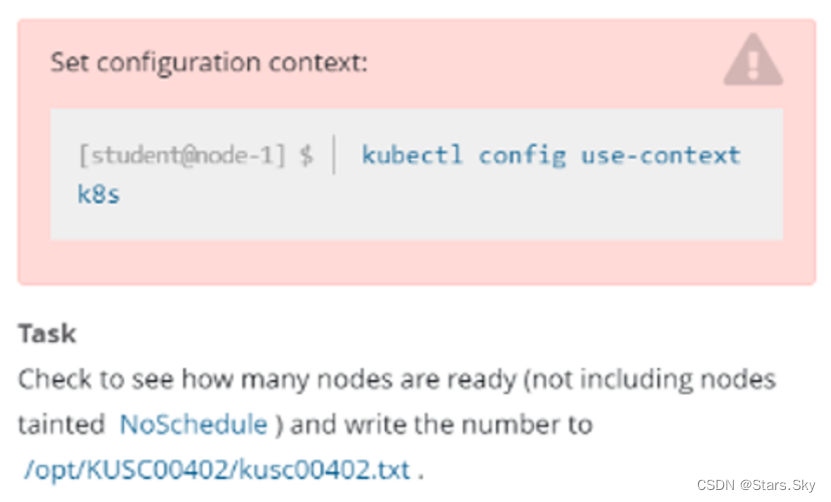 Set configuration context:
[student@node-1] $ | kubectl config use-context
k8s
Task
Check to see how many nodes are ready (not including nodes
tainted NoSchedule ) and write the number to
/opt/KUSC00402/kusc00402.txt .
CSDN @Stars.Sky